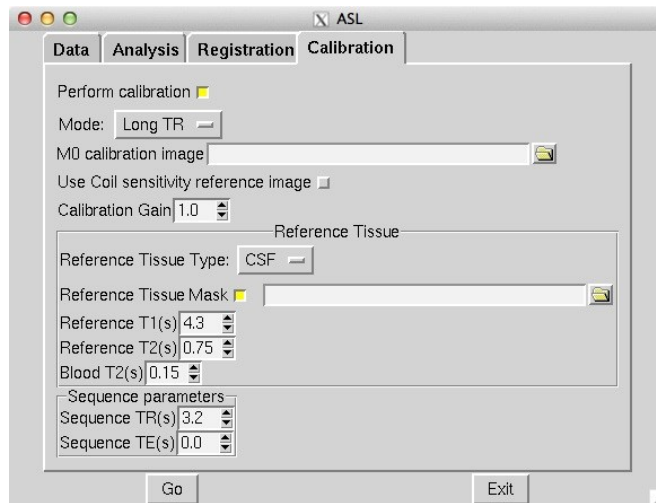 ASL
Data Analysis Registration Calibration
Perform calibration
Mode: Long TR
M0 calibration image
Use Coil sensitivity reference image
Calibration Gain 1.0
Reference Tissue
Reference Tissue Type: CSF
Reference Tissue Mask
Reference T1(s) 4.3
Reference T2(s) 0.75
Blood T2(s) 0.15
Sequence parameters
Sequence TR(s) 3.2
Sequence TE(s) 0.0
Go Exit